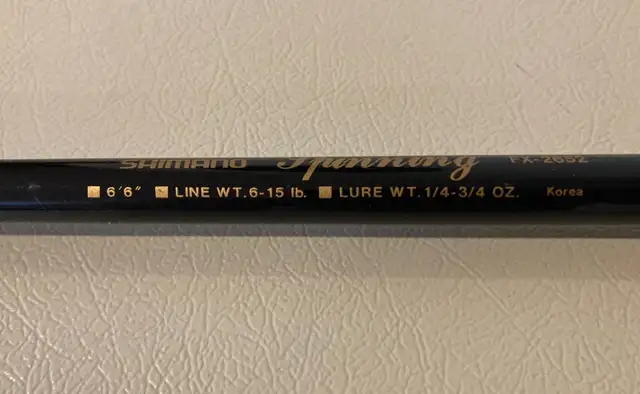 SHIMANO Spinning FX-2652
6'6" LINE WT.6-15 lb. LURE WT.1/4-3/4 OZ. Korea